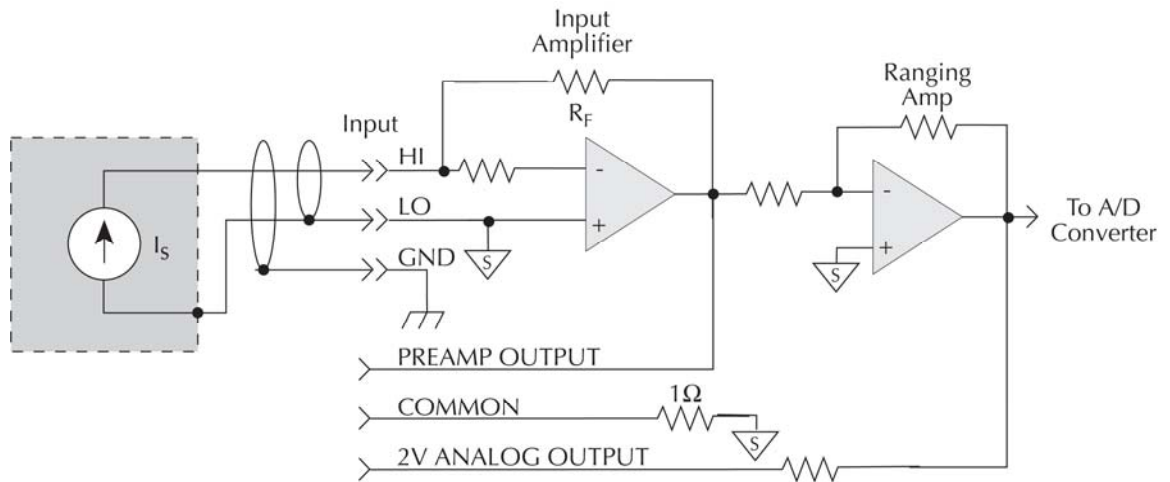 Input
Amplifier
Ranging
Amp
R_F
Input
HI
-
-
LO
+
To A/D
Converter
I_S
S
GND
+
S
PREAMP OUTPUT
1Ω
COMMON
S
2V ANALOG OUTPUT